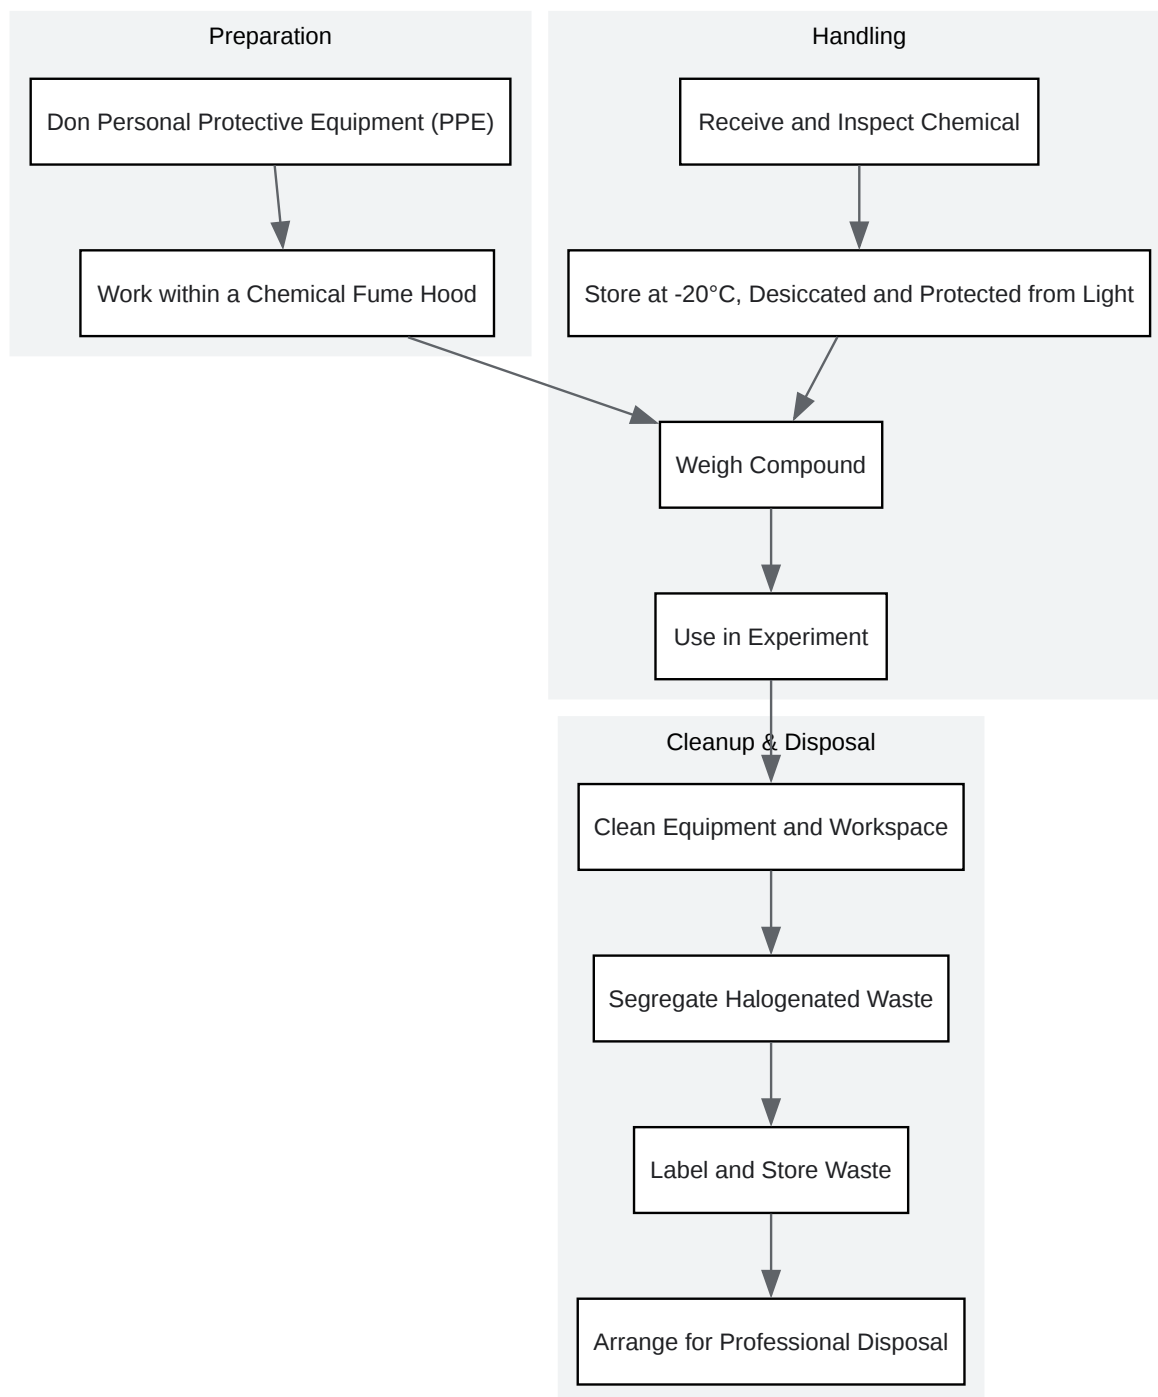 Preparation
Don Personal Protective Equipment (PPE)
Work within a Chemical Fume Hood
Handling
Receive and Inspect Chemical
Store at -20°C, Desiccated and Protected from Light
Weigh Compound
Use in Experiment
Cleanup & Disposal
Clean Equipment and Workspace
Segregate Halogenated Waste
Label and Store Waste
Arrange for Professional Disposal